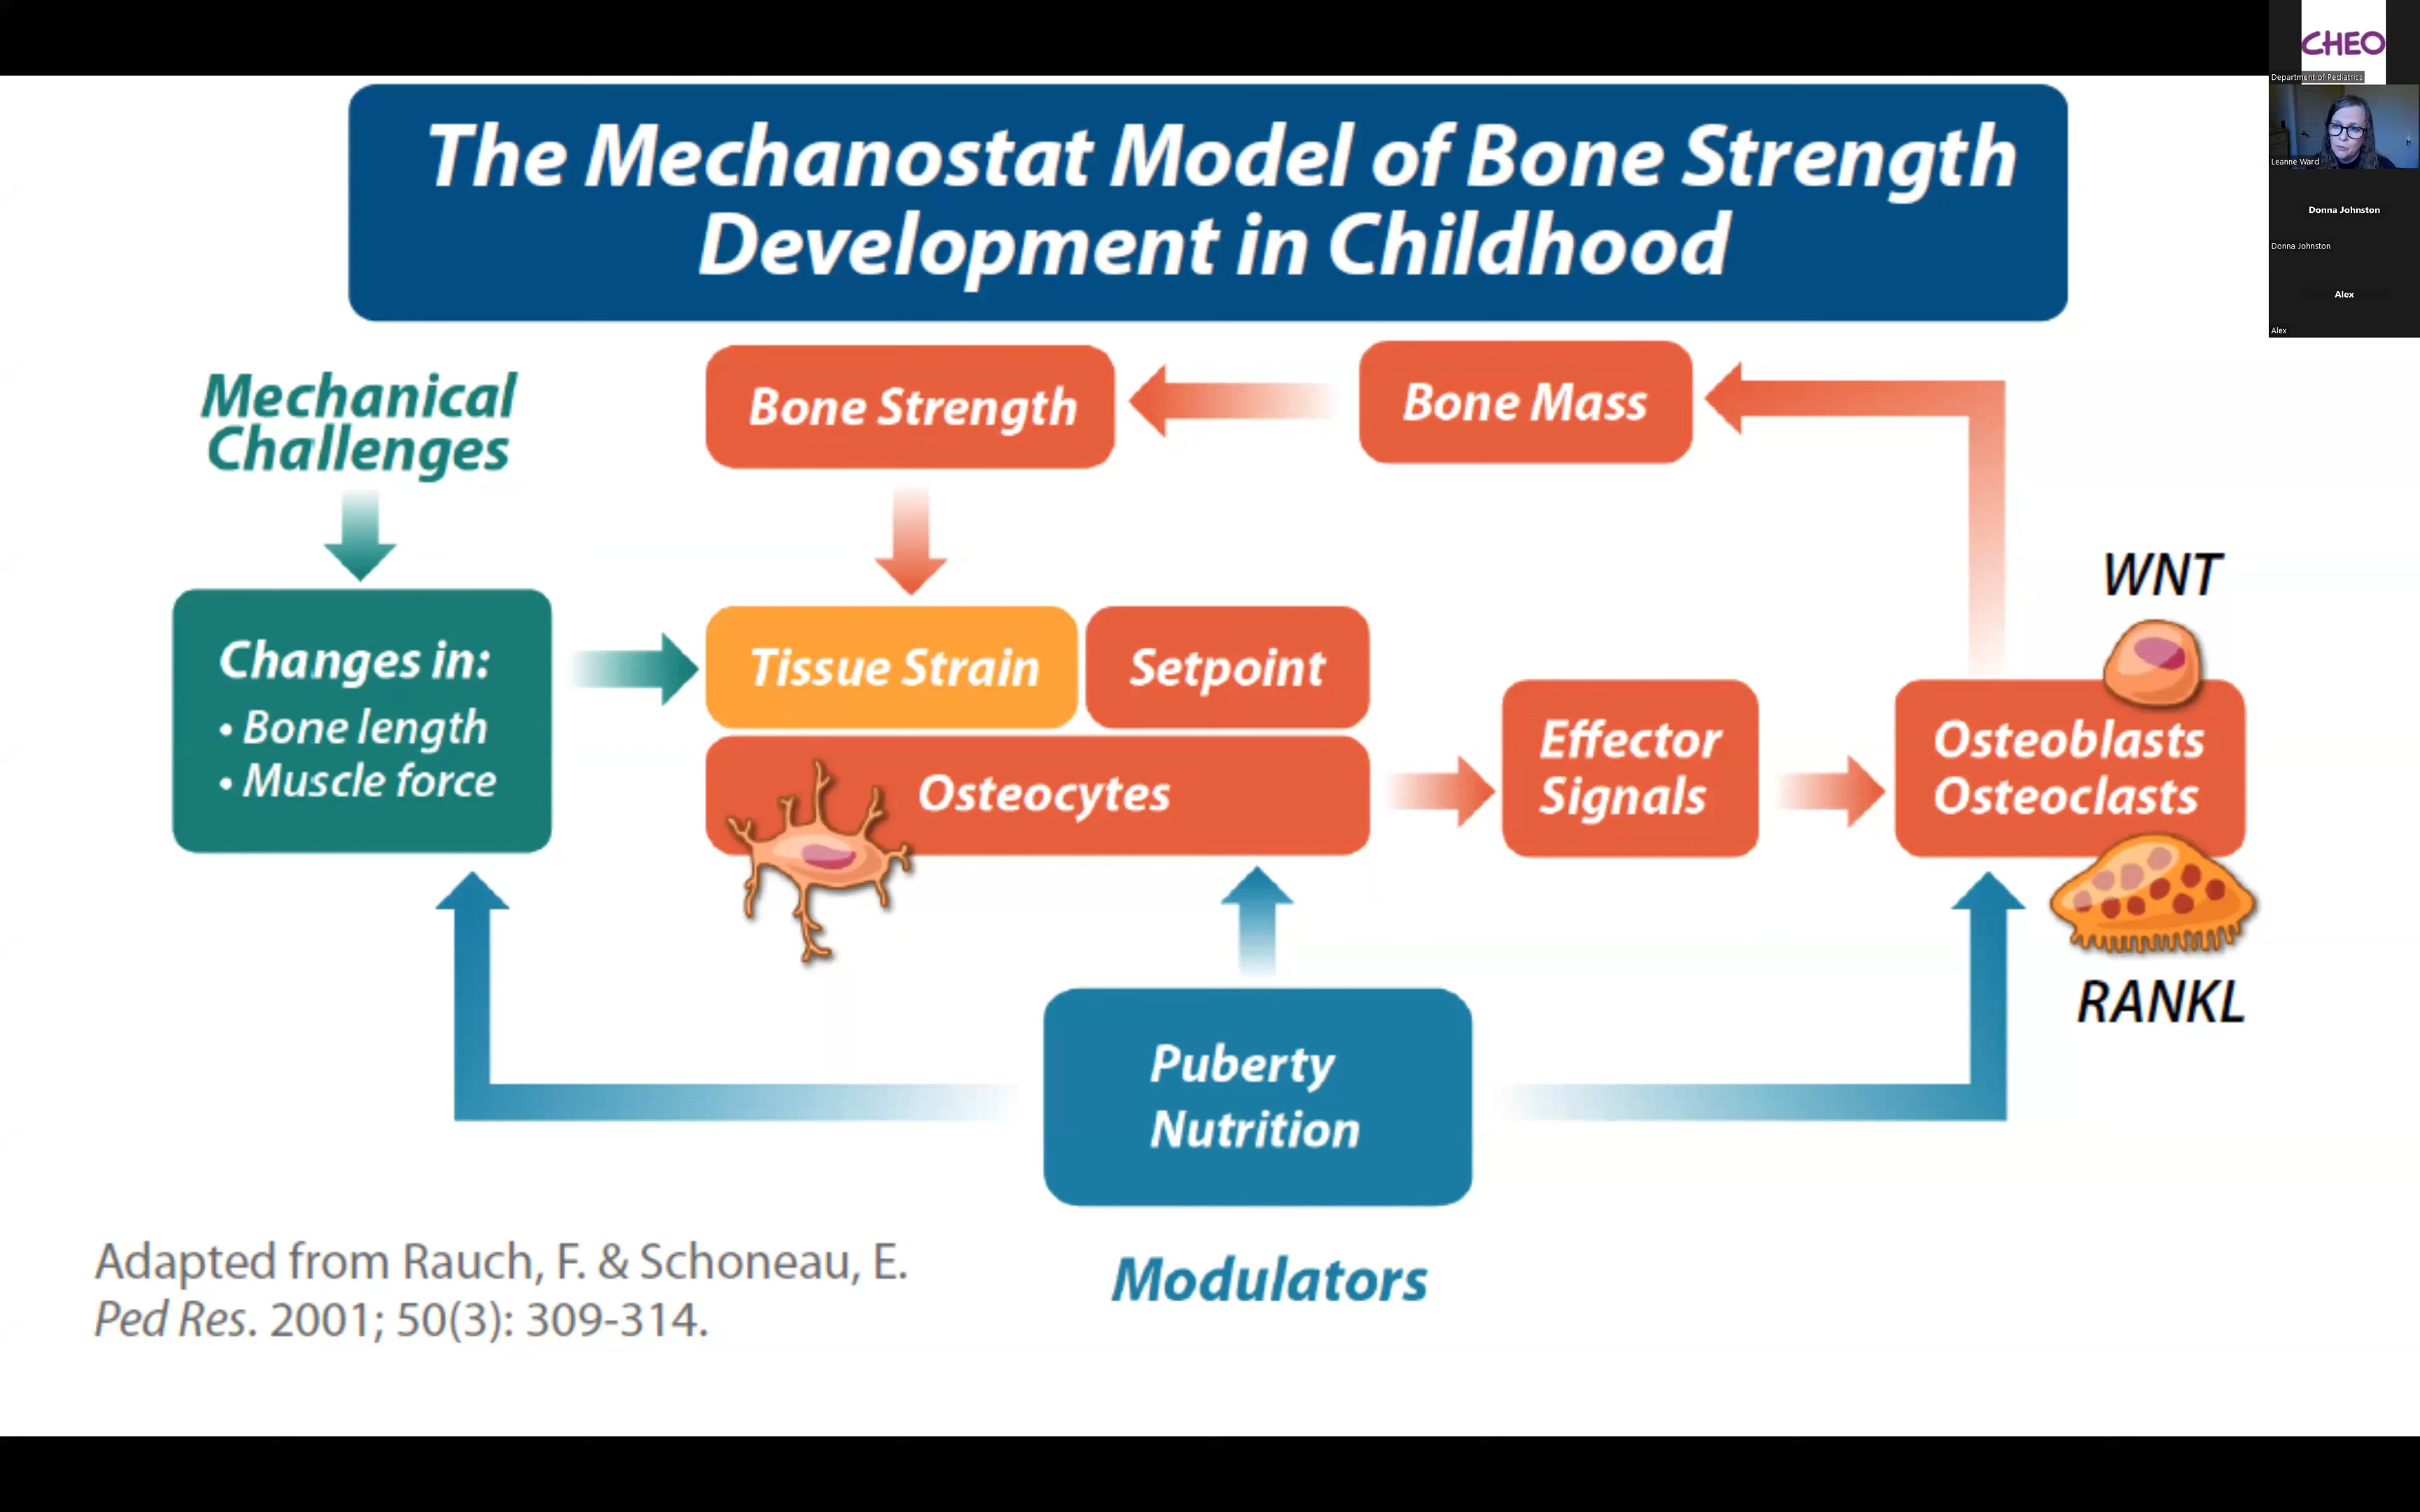 The Mechanostat Model of Bone Strength
Development in Childhood
Mechanical
Challenges
Bone Strength
Bone Mass
Changes in:
• Bone length
• Muscle force
Tissue Strain
Setpoint
Osteocytes
Effector
Signals
WNT
Osteoblasts
Osteoclasts
RANKL
Puberty
Nutrition
Modulators
Adapted from Rauch, F. & Schoneau, E.
Ped Res. 2001; 50(3): 309-314.
CHEO
Department of Pediatrics
Leanne Ward
Donna Johnston
Donna Johnston
Alex
Alex